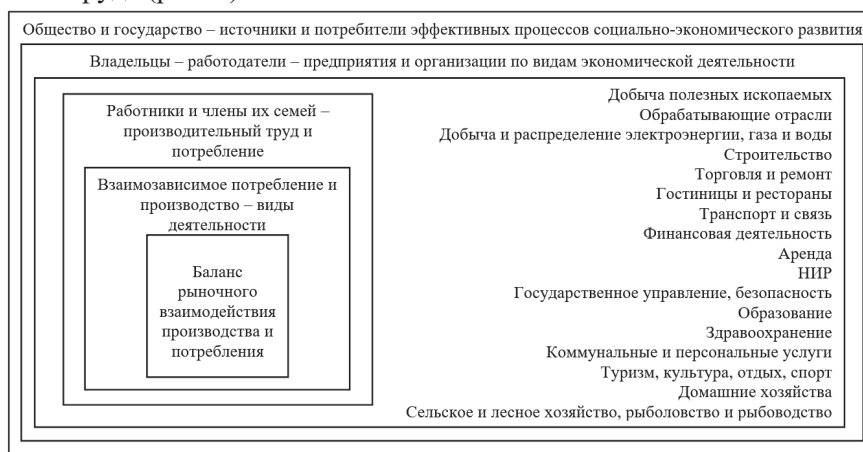 Общество и государство – источники и потребители эффективных процессов социально-экономического развития
Владельцы – работодатели – предприятия и организации по видам экономической деятельности
Работники и члены их семей –
производительный труд и
потребление
Взаимозависимое потребление и
производство – виды
деятельности
Баланс
рыночного
взаимодействия
производства и
потребления
Добыча полезных ископаемых
Обрабатывающие отрасли
Добыча и распределение электроэнергии, газа и воды
Строительство
Торговля и ремонт
Гостиницы и рестораны
Транспорт и связь
Финансовая деятельность
Аренда
НИР
Государственное управление, безопасность
Образование
Здравоохранение
Коммунальные и персональные услуги
Туризм, культура, отдых, спорт
Домашние хозяйства
Сельское и лесное хозяйство, рыболовство и рыбоводство